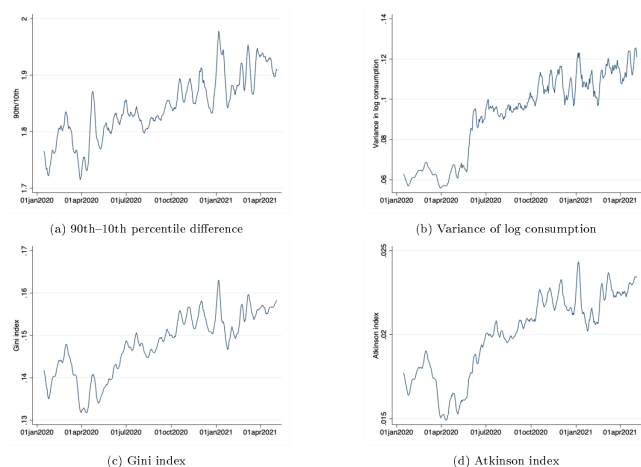 2
1.9
1.8
1.7
90th/10th
01jan2020 01apr2020 01jul2020 01oct2020 01jan2021 01apr2021
(a) 90th–10th percentile difference
.14
.12
.1
.08
.06
Variance in log consumption
01jan2020 01apr2020 01jul2020 01oct2020 01jan2021 01apr2021
(b) Variance of log consumption
.17
.16
.15
.14
.13
Gini index
01jan2020 01apr2020 01jul2020 01oct2020 01jan2021 01apr2021
(c) Gini index
.025
.02
.015
Atkinson index
01jan2020 01apr2020 01jul2020 01oct2020 01jan2021 01apr2021
(d) Atkinson index